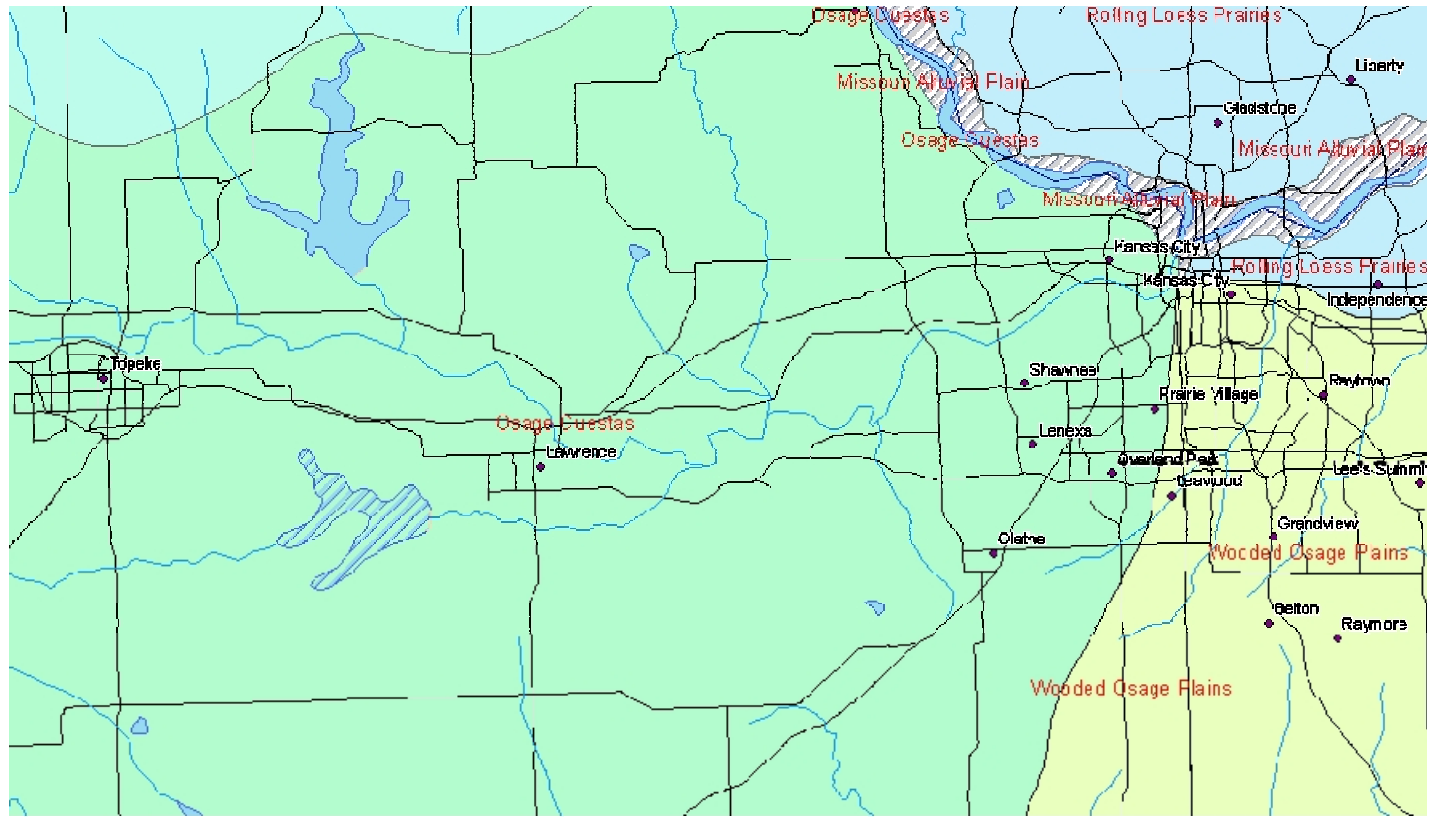 Osage Cuestas
Rolling Loess Prairies
Liberty
Missouri Alluvial Plain
Gladstone
Osage Cuestas
Missouri Alluvial Plain
Missouri Alluvial Plain
Kansas City
Rolling Loess Prairies
Kansas City
Independence
Topeka
Shawnee
Raytown
Prairie Village
Osage Cuestas
Lenexa
Lawrence
Overland Park
Lee's Summit
Leawood
Grandview
Olathe
Wooded Osage Plains
Belton
Raymore
Wooded Osage Plains